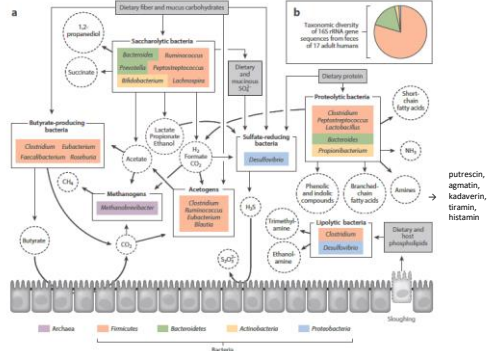 a
Dietary fiber and mucus carbohydrates
b
Taxonomic diversity
of 16S rRNA gene
sequences from feces
of 17 adult humans
1,2-
propanediol
Succinate
Saccharolytic bacteria
Bacteroides
Ruminococcus
Prevotella
Peptostreptococcus
Bifidobacterium
Lachnospira
Dietary
and
mucinous
SO₄²⁻
Dietary protein
Proteolytic bacteria
Clostridium
Peptostreptococcus
Lactobacillus
Bacteroides
Propionibacterium
Short-
chain
fatty acids
NH₃
Amines
→ putrescin,
agmatin,
kadaverin,
tiramin,
histamin
Butyrate-producing
bacteria
Clostridium Eubacterium
Faecalibacterium Roseburia
Lactate
Propionate
Ethanol
Acetate
H₂
Formate
CO₂
Sulfate-reducing
bacteria
Desulfovibrio
Phenolic
and indolic
compounds
Branched-
chain
fatty acids
CH₄
Methanogens
Methanobrevibacter
Acetogens
Clostridium
Ruminococcus
Eubacterium
Blautia
H₂S
Trimethyl-
amine
Ethanol-
amine
Lipolytic bacteria
Clostridium
Desulfovibrio
Dietary and
host
phospholipids
Butyrate
CO₂
S₂O₃²⁻
Sloughing
Archaea
Firmicutes
Bacteroidetes
Actinobacteria
Proteobacteria
Bacteria